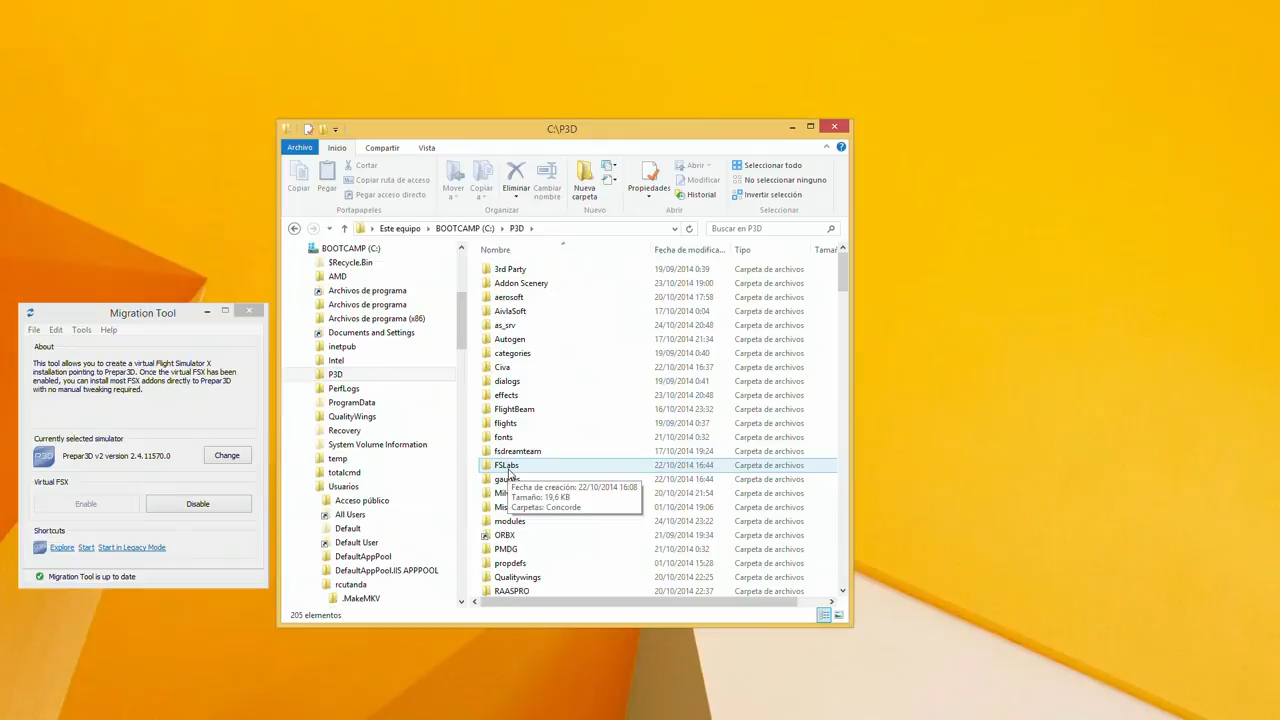 C:\P3D
Archivo
Inicio
Compartir
Vista
Copiar
Pegar
Cortar
Copiar ruta de acceso
Pegar acceso directo
Portapapeles
Mover a
Copiar a
Eliminar
Cambiar nombre
Organizar
Nueva carpeta
Nuevo
Propiedades
Abrir
Modificar
Historial
Abrir
Seleccionar todo
No seleccionar ninguno
Invertir selección
Seleccionar
Este equipo
BOOTCAMP (C:)
P3D
Buscar en P3D
BOOTCAMP (C:)
$Recycle.Bin
AMD
Archivos de programa
Archivos de programa
Archivos de programa (x86)
Documents and Settings
inetpub
Intel
P3D
PerfLogs
ProgramData
QualityWings
Recovery
System Volume Information
temp
totalcmd
Usuarios
Acceso público
All Users
Default
Default User
DefaultAppPool
DefaultAppPool.IIS APPPOOL
rcutanda
.MakeMKV
Nombre Fecha de modifica... Tipo Tamañ
3rd Party 19/09/2014 0:39 Carpeta de archivos
Addon Scenery 23/10/2014 19:00 Carpeta de archivos
aerosoft 20/10/2014 17:58 Carpeta de archivos
AivlaSoft 17/10/2014 0:04 Carpeta de archivos
as_srv 24/10/2014 20:48 Carpeta de archivos
Autogen 17/10/2014 21:34 Carpeta de archivos
categories 19/09/2014 0:40 Carpeta de archivos
Civa 22/10/2014 16:37 Carpeta de archivos
dialogs 19/09/2014 0:41 Carpeta de archivos
effects 23/10/2014 19:00 Carpeta de archivos
FlightBeam 16/10/2014 23:32 Carpeta de archivos
flights 19/09/2014 0:37 Carpeta de archivos
fonts 21/10/2014 0:32 Carpeta de archivos
fsdreamteam 17/10/2014 19:24 Carpeta de archivos
FSLabs 22/10/2014 16:44 Carpeta de archivos
22/10/2014 16:44 Carpeta de archivos
20/10/2014 21:54 Carpeta de archivos
01/10/2014 19:06 Carpeta de archivos
modules 24/10/2014 23:22 Carpeta de archivos
ORBX 21/09/2014 19:34 Carpeta de archivos
PMDG 21/10/2014 0:32 Carpeta de archivos
propdefs 01/10/2014 15:28 Carpeta de archivos
Qualitywings 20/10/2014 22:25 Carpeta de archivos
RAASPRO 20/10/2014 22:37 Carpeta de archivos
Fecha de creación: 22/10/2014 16:08
Tamaño: 19,6 KB
Carpetas: Concorde
205 elementos
Migration Tool
File Edit Tools Help
About
This tool allows you to create a virtual Flight Simulator X
installation pointing to Prepar3D. Once the virtual FSX has been
enabled, you can install most FSX addons directly to Prepar3D
with no manual tweaking required.
Currently selected simulator
P3D
Prepar3D v2 version 2.4.11570.0
Change
Virtual FSX
Enable
Disable
Shortcuts
Explore Start Start in Legacy Mode
Migration Tool is up to date